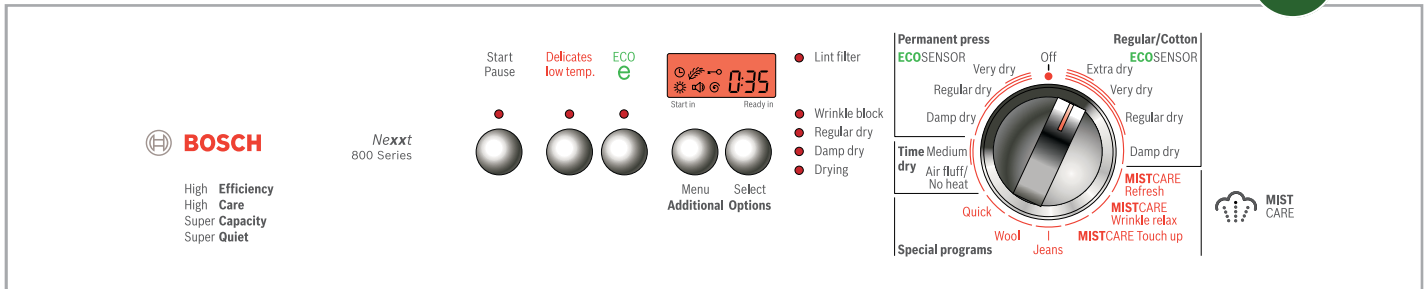 BOSCH
High Efficiency
High Care
Super Capacity
Super Quiet
Nexxt
800 Series
Start
Pause
Delicates
low temp.
ECO
e
0:35
Start in Ready in
Menu Select
Additional Options
Lint filter
Wrinkle block
Regular dry
Damp dry
Drying
Permanent press
ECOSENSOR
Very dry
Regular dry
Damp dry
Time
dry
Medium
Air fluff/
No heat
Quick
Wool
Special programs
Off
Regular/Cotton
ECOSENSOR
Extra dry
Very dry
Regular dry
Damp dry
MISTCARE
Refresh
MISTCARE
Wrinkle relax
MISTCARE Touch up
Jeans
MIST
CARE